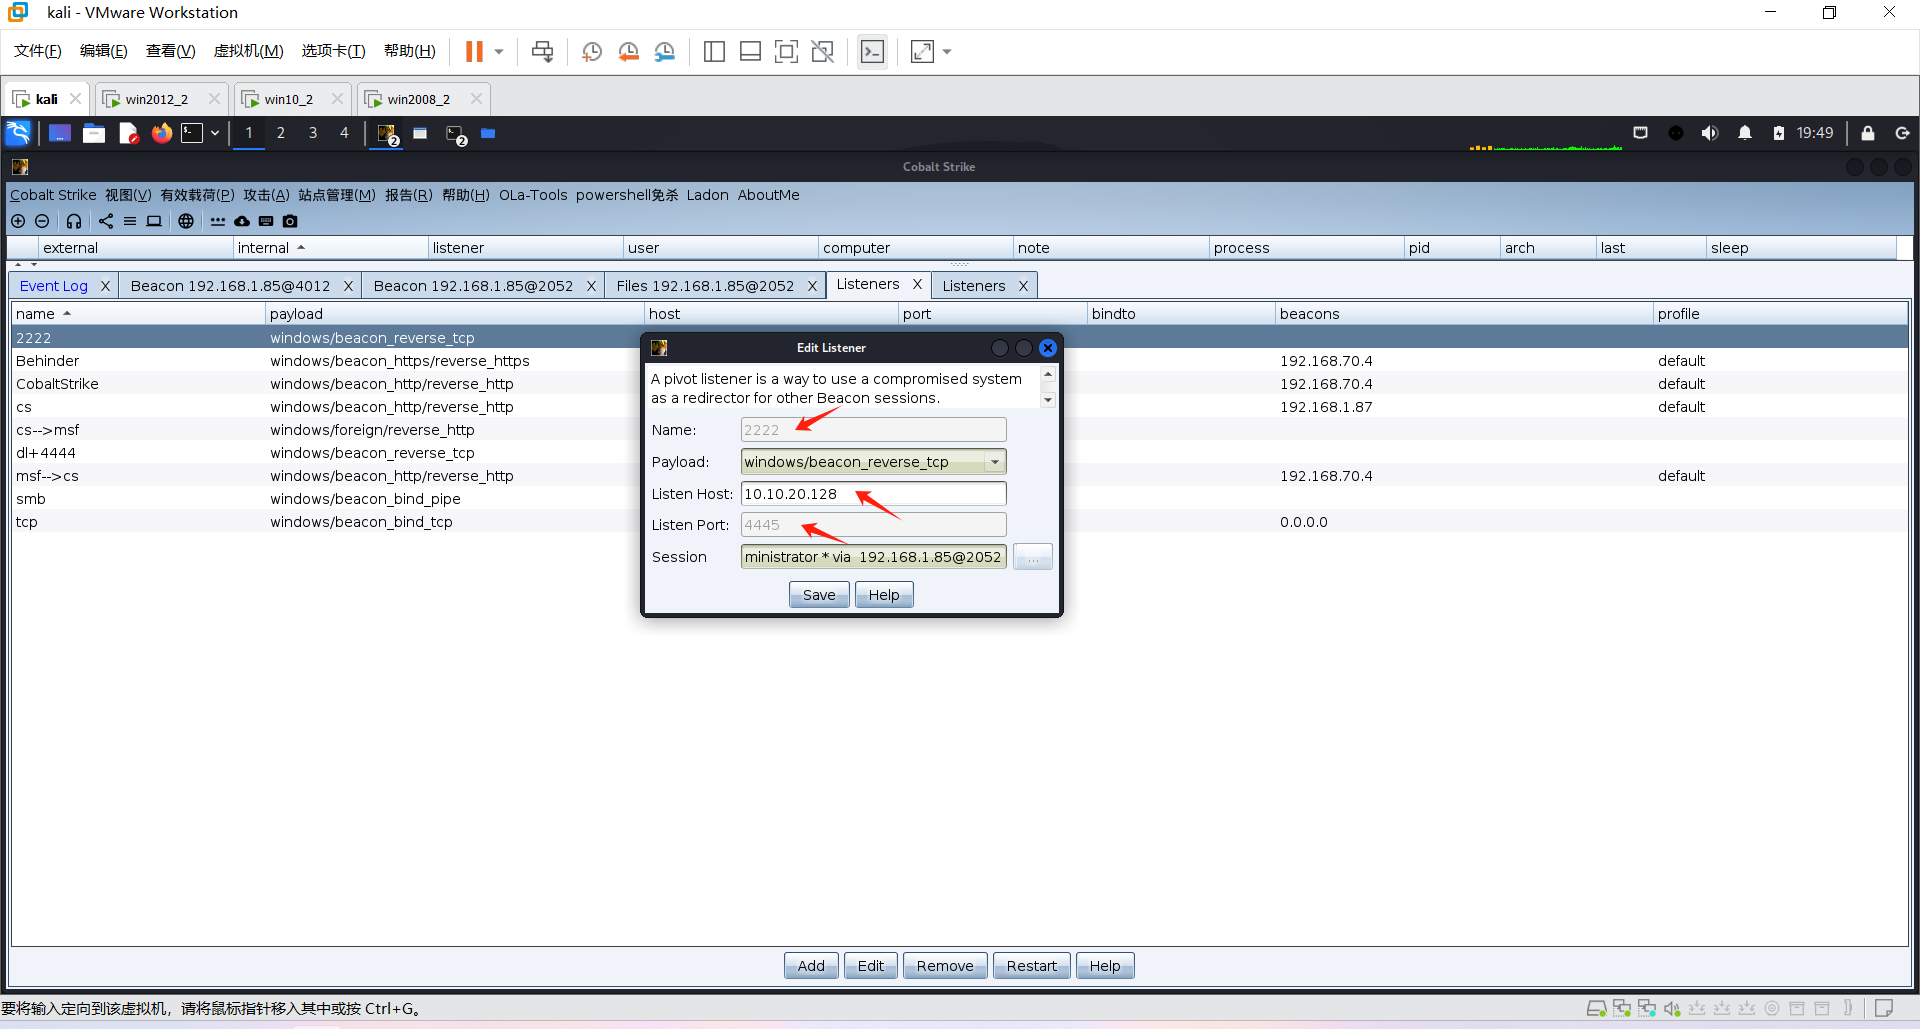 kali - VMware Workstation
文件(F) 编辑(E) 查看(V) 虚拟机(M) 选项卡(T) 帮助(H)
kali win2012_2 win10_2 win2008_2
1 2 3 4 2 2 19:49
Cobalt Strike
Cobalt Strike 视图(V) 有效载荷(P) 攻击(A) 站点管理(M) 报告(R) 帮助(H) OLa-Tools powershell免杀 Ladon AboutMe
external internal listener user computer note process pid arch last sleep
Event Log X Beacon 192.168.1.85@4012 X Beacon 192.168.1.85@2052 X Files 192.168.1.85@2052 X Listeners X Listeners X
name payload host port bindto beacons profile
2222 windows/beacon_reverse_tcp
Behinder windows/beacon_https/reverse_https 192.168.70.4 default
CobaltStrike windows/beacon_http/reverse_http 192.168.70.4 default
cs windows/beacon_http/reverse_http 192.168.1.87 default
cs-->msf windows/foreign/reverse_http
dl+4444 windows/beacon_reverse_tcp
msf-->cs windows/beacon_http/reverse_http 192.168.70.4 default
smb windows/beacon_bind_pipe
tcp windows/beacon_bind_tcp 0.0.0.0
Edit Listener
A pivot listener is a way to use a compromised system
as a redirector for other Beacon sessions.
Name: 2222
Payload: windows/beacon_reverse_tcp
Listen Host: 10.10.20.128
Listen Port: 4445
Session ministrator * via 192.168.1.85@2052 ...
Save Help
Add Edit Remove Restart Help
要将输入定向到该虚拟机，请将鼠标指针移入其中或按 Ctrl+G。